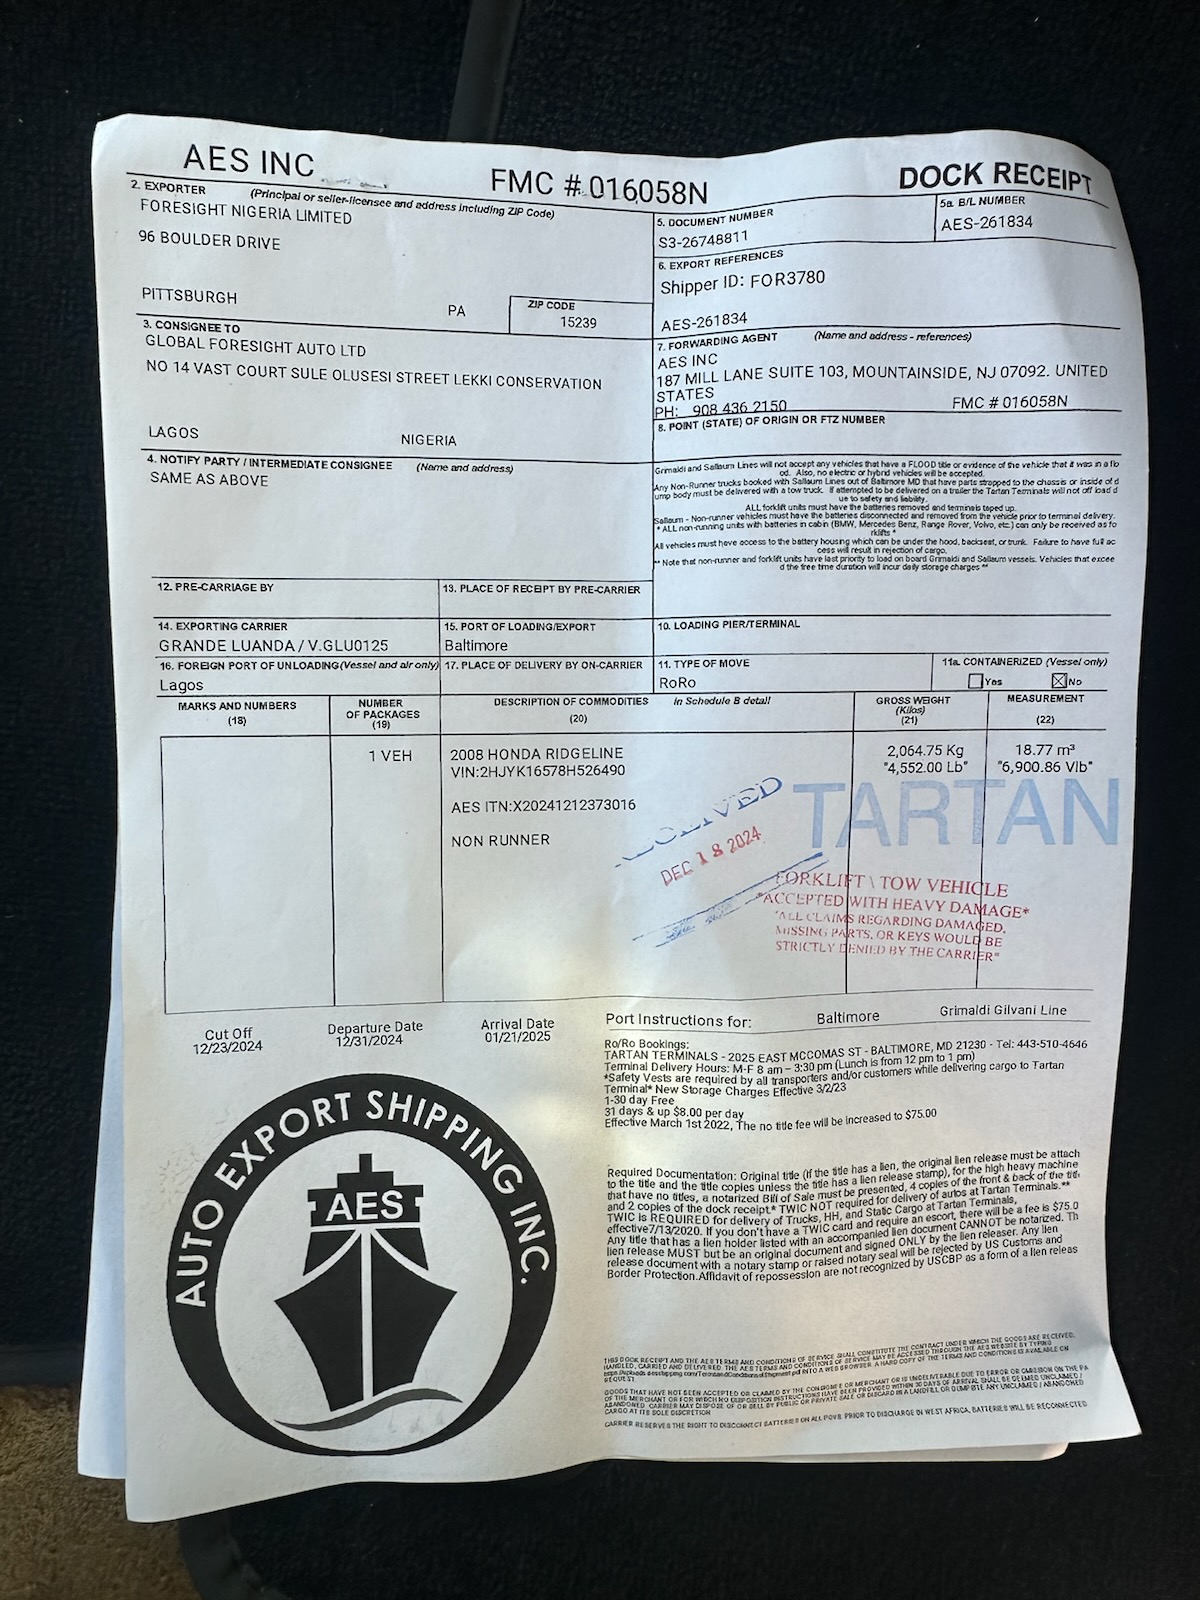 AES INC
FMC # 016058N
DOCK RECEIPT
2. EXPORTER (Principal or seller-licensee and address including ZIP Code)
FORESIGHT NIGERIA LIMITED
96 BOULDER DRIVE
PITTSBURGH PA
ZIP CODE
15239
5. DOCUMENT NUMBER
S3-26748811
5a. B/L NUMBER
AES-261834
6. EXPORT REFERENCES
Shipper ID: FOR3780
AES-261834
3. CONSIGNEE TO
GLOBAL FORESIGHT AUTO LTD
NO 14 VAST COURT SULE OLUSESI STREET LEKKI CONSERVATION
LAGOS NIGERIA
7. FORWARDING AGENT (Name and address - references)
AES INC
187 MILL LANE SUITE 103, MOUNTAINSIDE, NJ 07092. UNITED
STATES
PH: 908 436 2150 FMC # 016058N
8. POINT (STATE) OF ORIGIN OR FTZ NUMBER
4. NOTIFY PARTY / INTERMEDIATE CONSIGNEE (Name and address)
SAME AS ABOVE
Grimaldi and Sallaum Lines will not accept any vehicles that have a FLOOD title or evidence of the vehicle that it was in a flo
od. Also, no electric or hybrid vehicles will be accepted.
Any Non-Runner trucks booked with Sallaum Lines out of Baltimore MD that have parts strapped to the chassis or inside of d
ump body must be delivered with a tow truck. If attempted to be delivered on a trailer the Tartan Terminals will not off load d
ue to safety and liability.
ALL forklift units must have the batteries removed and terminals taped up.
Sallaum - Non-runner vehicles must have the batteries disconnected and removed from the vehicle prior to terminal delivery.
* ALL non-running units with batteries in cabin (BMW, Mercedes Benz, Range Rover, Volvo, etc.) can only be received as fo
rklifts *
All vehicles must have access to the battery housing which can be under the hood, backseat, or trunk. Failure to have full ac
cess will result in rejection of cargo.
** Note that non-runner and forklift units have last priority to load on board Grimaldi and Sallaum vessels. Vehicles that excee
d the free time duration will incur daily storage charges **
12. PRE-CARRIAGE BY
13. PLACE OF RECEIPT BY PRE-CARRIER
14. EXPORTING CARRIER
GRANDE LUANDA / V.GLU0125
15. PORT OF LOADING/EXPORT
Baltimore
10. LOADING PIER/TERMINAL
16. FOREIGN PORT OF UNLOADING(Vessel and air only)
Lagos
17. PLACE OF DELIVERY BY ON-CARRIER
11. TYPE OF MOVE
RoRo
11a. CONTAINERIZED (Vessel only)
Yes No
MARKS AND NUMBERS
(18)
NUMBER
OF PACKAGES
(19)
DESCRIPTION OF COMMODITIES In Schedule B detail
(20)
GROSS WEIGHT
(Kilos)
(21)
MEASUREMENT
(22)
1 VEH
2008 HONDA RIDGELINE
VIN:2HJYK16578H526490
AES ITN:X20241212373016
NON RUNNER
2,064.75 Kg
"4,552.00 Lb"
18.77 m³
"6,900.86 Vlb"
RECEIVED
DEC 18 2024
TARTAN
FORKLIFT \ TOW VEHICLE
*ACCEPTED WITH HEAVY DAMAGE*
"ALL CLAIMS REGARDING DAMAGED,
MISSING PARTS, OR KEYS WOULD BE
STRICTLY DENIED BY THE CARRIER"
Cut Off
12/23/2024
Departure Date
12/31/2024
Arrival Date
01/21/2025
Port Instructions for: Baltimore Grimaldi Gilvani Line
Ro/Ro Bookings:
TARTAN TERMINALS - 2025 EAST MCCOMAS ST - BALTIMORE, MD 21230 - Tel: 443-510-4646
Terminal Delivery Hours: M-F 8 am – 3:30 pm (Lunch is from 12 pm to 1 pm)
*Safety Vests are required by all transporters and/or customers while delivering cargo to Tartan
Terminal* New Storage Charges Effective 3/2/23
1-30 day Free
31 days & up $8.00 per day
Effective March 1st 2022, The no title fee will be increased to $75.00
Required Documentation: Original title (if the title has a lien, the original lien release must be attach
to the title and the title copies unless the title has a lien release stamp), for the high heavy machine
that have no titles, a notarized Bill of Sale must be presented, 4 copies of the front & back of the title
and 2 copies of the dock receipt.* TWIC NOT required for delivery of autos at Tartan Terminals.**
TWIC is REQUIRED for delivery of Trucks, HH, and Static Cargo at Tartan Terminals,
effective7/13/2020. If you don't have a TWIC card and require an escort, there will be a fee is $75.0
Any title that has a lien holder listed with an accompanied lien document CANNOT be notarized. Th
lien release MUST but be an original document and signed ONLY by the lien releaser. Any lien
release document with a notary stamp or raised notary seal will be rejected by US Customs and
Border Protection.Affidavit of repossession are not recognized by USCBP as a form of a lien releas
AUTO EXPORT SHIPPING INC.
AES
THIS DOCK RECEIPT AND THE AES TERMS AND CONDITIONS OF SERVICE SHALL CONSTITUTE THE CONTRACT UNDER WHICH THE GOODS ARE RECEIVED,
HANDLED, CARRIED AND DELIVERED. THE AES TERMS AND CONDITIONS OF SERVICE MAY BE ACCESSED THROUGH THE AES WEBSITE BY TYPING
INTO A WEB BROWSER. A HARD COPY OF THE TERMS AND CONDITIONS IS AVAILABLE ON
REQUEST.
GOODS THAT HAVE NOT BEEN ACCEPTED OR CLAIMED BY THE CONSIGNEE OR MERCHANT OR IS UNDELIVERABLE DUE TO ERROR OR OMISSION ON THE PA
OF THE MERCHANT OR FOR WHICH NO DISPOSITION INSTRUCTIONS HAVE BEEN PROVIDED WITHIN 30 DAYS OF ARRIVAL SHALL BE DEEMED UNCLAIMED /
ABANDONED. CARRIER MAY DISPOSE OF OR SELL BY PUBLIC OR PRIVATE SALE OR DISCARD IN A LANDFILL OR DUMPSITE ANY UNCLAIMED / ABANDONED
CARGO AT ITS SOLE DISCRETION
CARRIER RESERVES THE RIGHT TO DISCONNECT BATTERIES ON ALL POVS PRIOR TO DISCHARGE IN WEST AFRICA, BATTERIES WILL BE RECONNECTED.